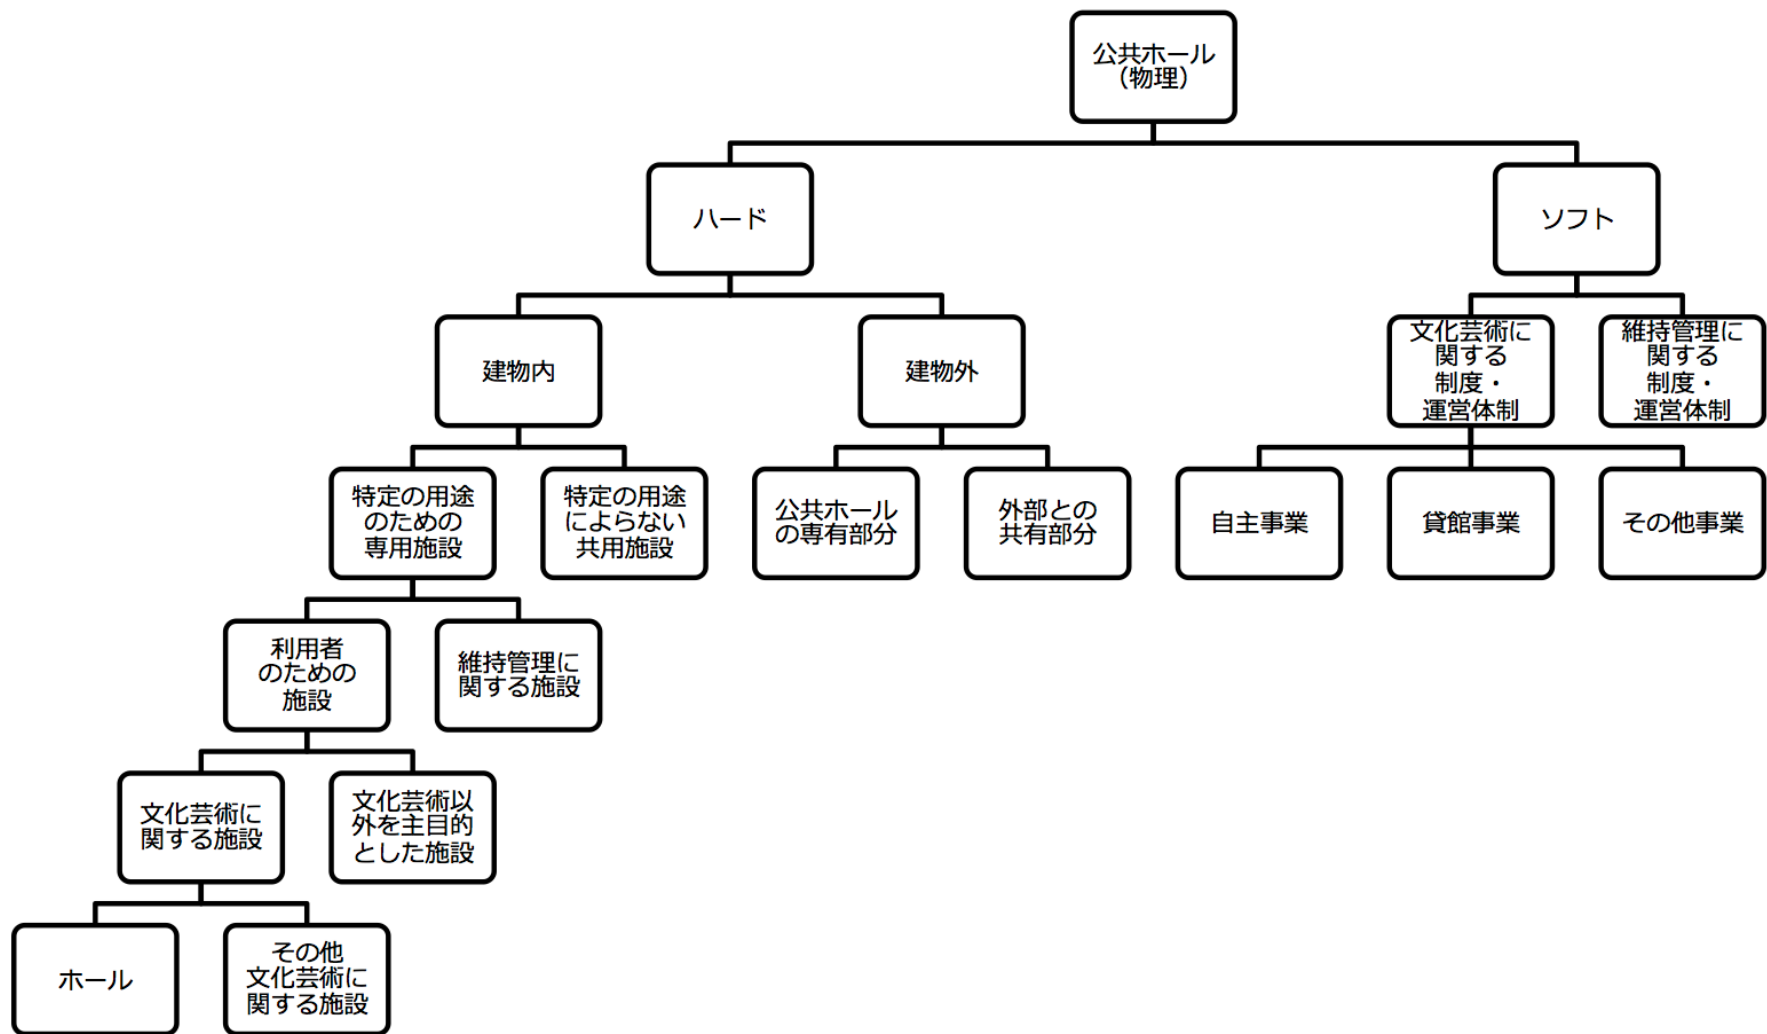 公共ホール
（物理）
ハード
ソフト
建物内
建物外
文化芸術に
関する
制度・
運営体制
維持管理に
関する
制度・
運営体制
特定の用途
のための
専用施設
特定の用途
によらない
共用施設
公共ホール
の専有部分
外部との
共有部分
自主事業
貸館事業
その他事業
利用者
のための
施設
維持管理に
関する施設
文化芸術に
関する施設
文化芸術以
外を主目的
とした施設
ホール
その他
文化芸術に
関する施設